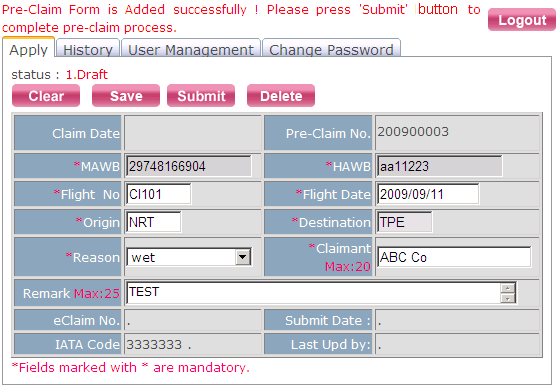 Pre-Claim Form is Added successfully ! Please press 'Submit' button to
complete pre-claim process.
Logout
Apply History User Management Change Password
status : 1.Draft
Clear Save Submit Delete
Claim Date Pre-Claim No. 200900003
*MAWB 29748166904 *HAWB aa11223
*Flight No CI101 *Flight Date 2009/09/11
*Origin NRT *Destination TPE
*Reason wet *Claimant Max:20 ABC Co
Remark Max:25 TEST
eClaim No. . Submit Date : .
IATA Code 3333333 . Last Upd by: .
*Fields marked with * are mandatory.